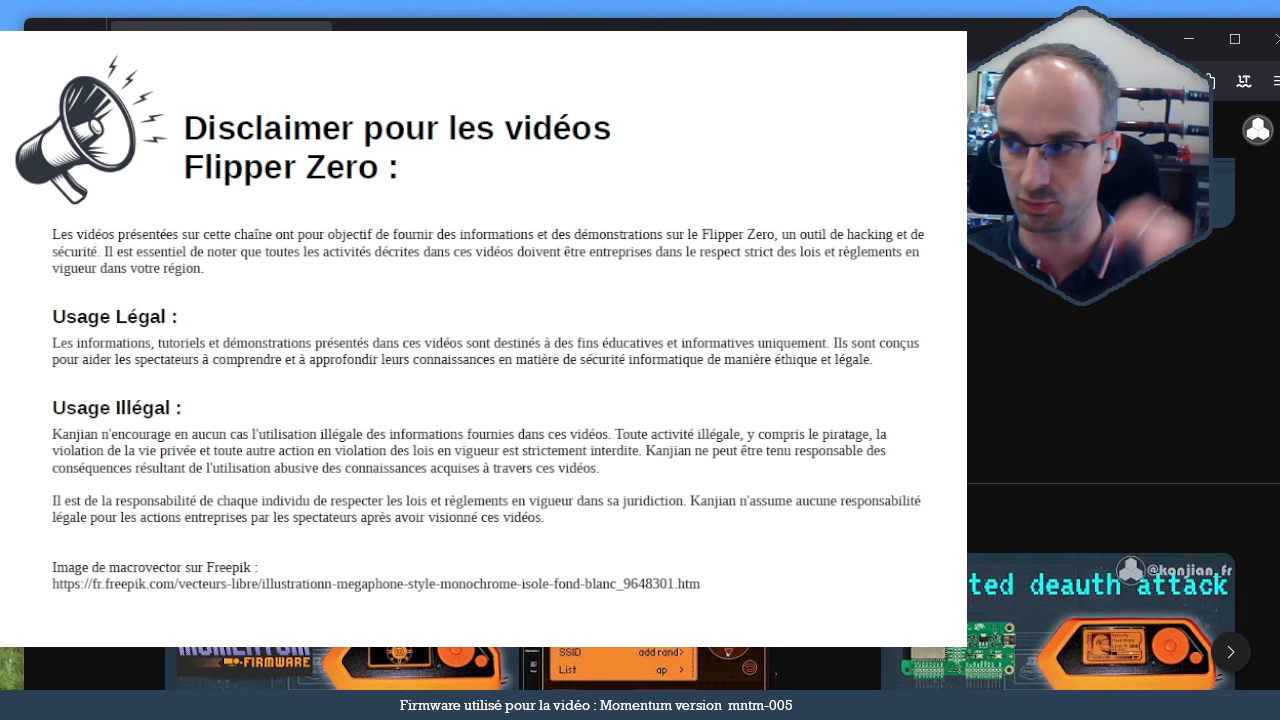 Disclaimer pour les vidéos
Flipper Zero :
Les vidéos présentées sur cette chaîne ont pour objectif de fournir des informations et des démonstrations sur le Flipper Zero, un outil de hacking et de
sécurité. Il est essentiel de noter que toutes les activités décrites dans ces vidéos doivent être entreprises dans le respect strict des lois et règlements en
vigueur dans votre région.
Usage Légal :
Les informations, tutoriels et démonstrations présentés dans ces vidéos sont destinés à des fins éducatives et informatives uniquement. Ils sont conçus
pour aider les spectateurs à comprendre et à approfondir leurs connaissances en matière de sécurité informatique de manière éthique et légale.
Usage Illégal :
Kanjian n'encourage en aucun cas l'utilisation illégale des informations fournies dans ces vidéos. Toute activité illégale, y compris le piratage, la
violation de la vie privée et toute autre action en violation des lois en vigueur est strictement interdite. Kanjian ne peut être tenu responsable des
conséquences résultant de l'utilisation abusive des connaissances acquises à travers ces vidéos.
Il est de la responsabilité de chaque individu de respecter les lois et règlements en vigueur dans sa juridiction. Kanjian n'assume aucune responsabilité
légale pour les actions entreprises par les spectateurs après avoir visionné ces vidéos.
Image de macrovector sur Freepik :
https://fr.freepik.com/vecteurs-libre/illustrationn-megaphone-style-monochrome-isole-fond-blanc_9648301.htm
@kanjian_fr
ted deauth attack
MOMENTUM
FIRMWARE
SSID add rand>
List ap >
Firmware utilisé pour la vidéo : Momentum version mntm-005